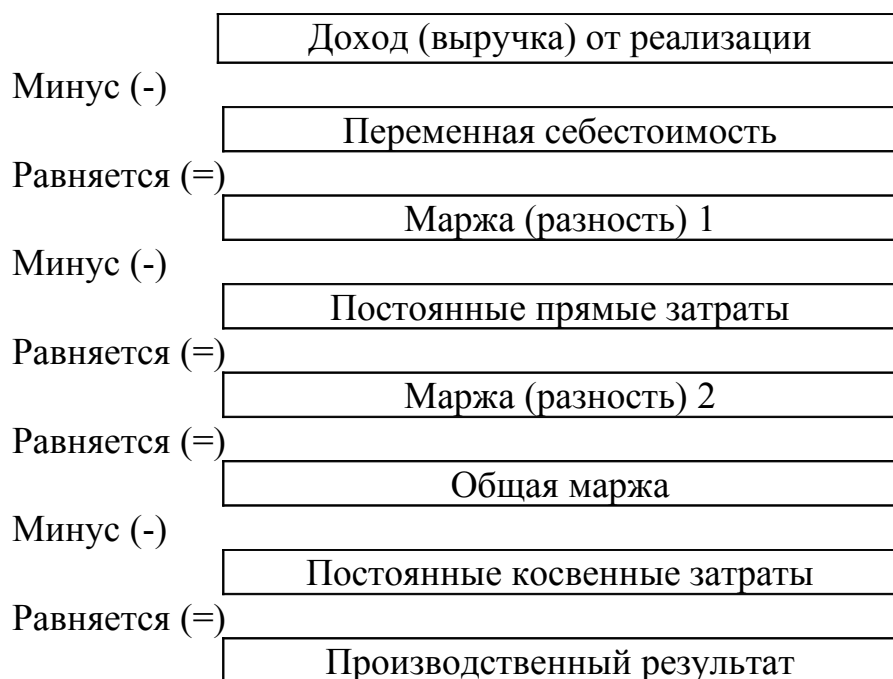 Доход (выручка) от реализации
Минус (-)
Переменная себестоимость
Равняется (=)
Маржа (разность) 1
Минус (-)
Постоянные прямые затраты
Равняется (=)
Маржа (разность) 2
Равняется (=)
Общая маржа
Минус (-)
Постоянные косвенные затраты
Равняется (=)
Производственный результат